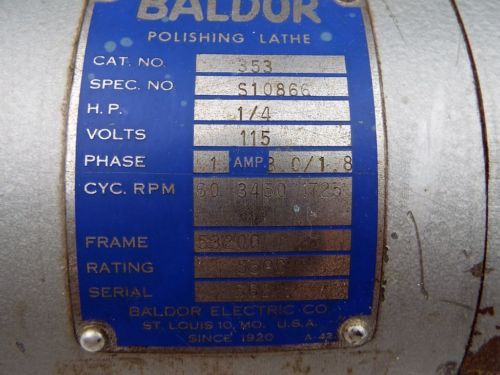 BALDOR
POLISHING LATHE
CAT. NO. 353
SPEC. NO S10866
H.P. 1/4
VOLTS 115
PHASE 1 AMP 3.0/1.8
CYC. RPM 60 3450 1725
FRAME
RATING
SERIAL
BALDOR ELECTRIC CO.
ST. LOUIS 10, MO. U.S.A.
SINCE 1920